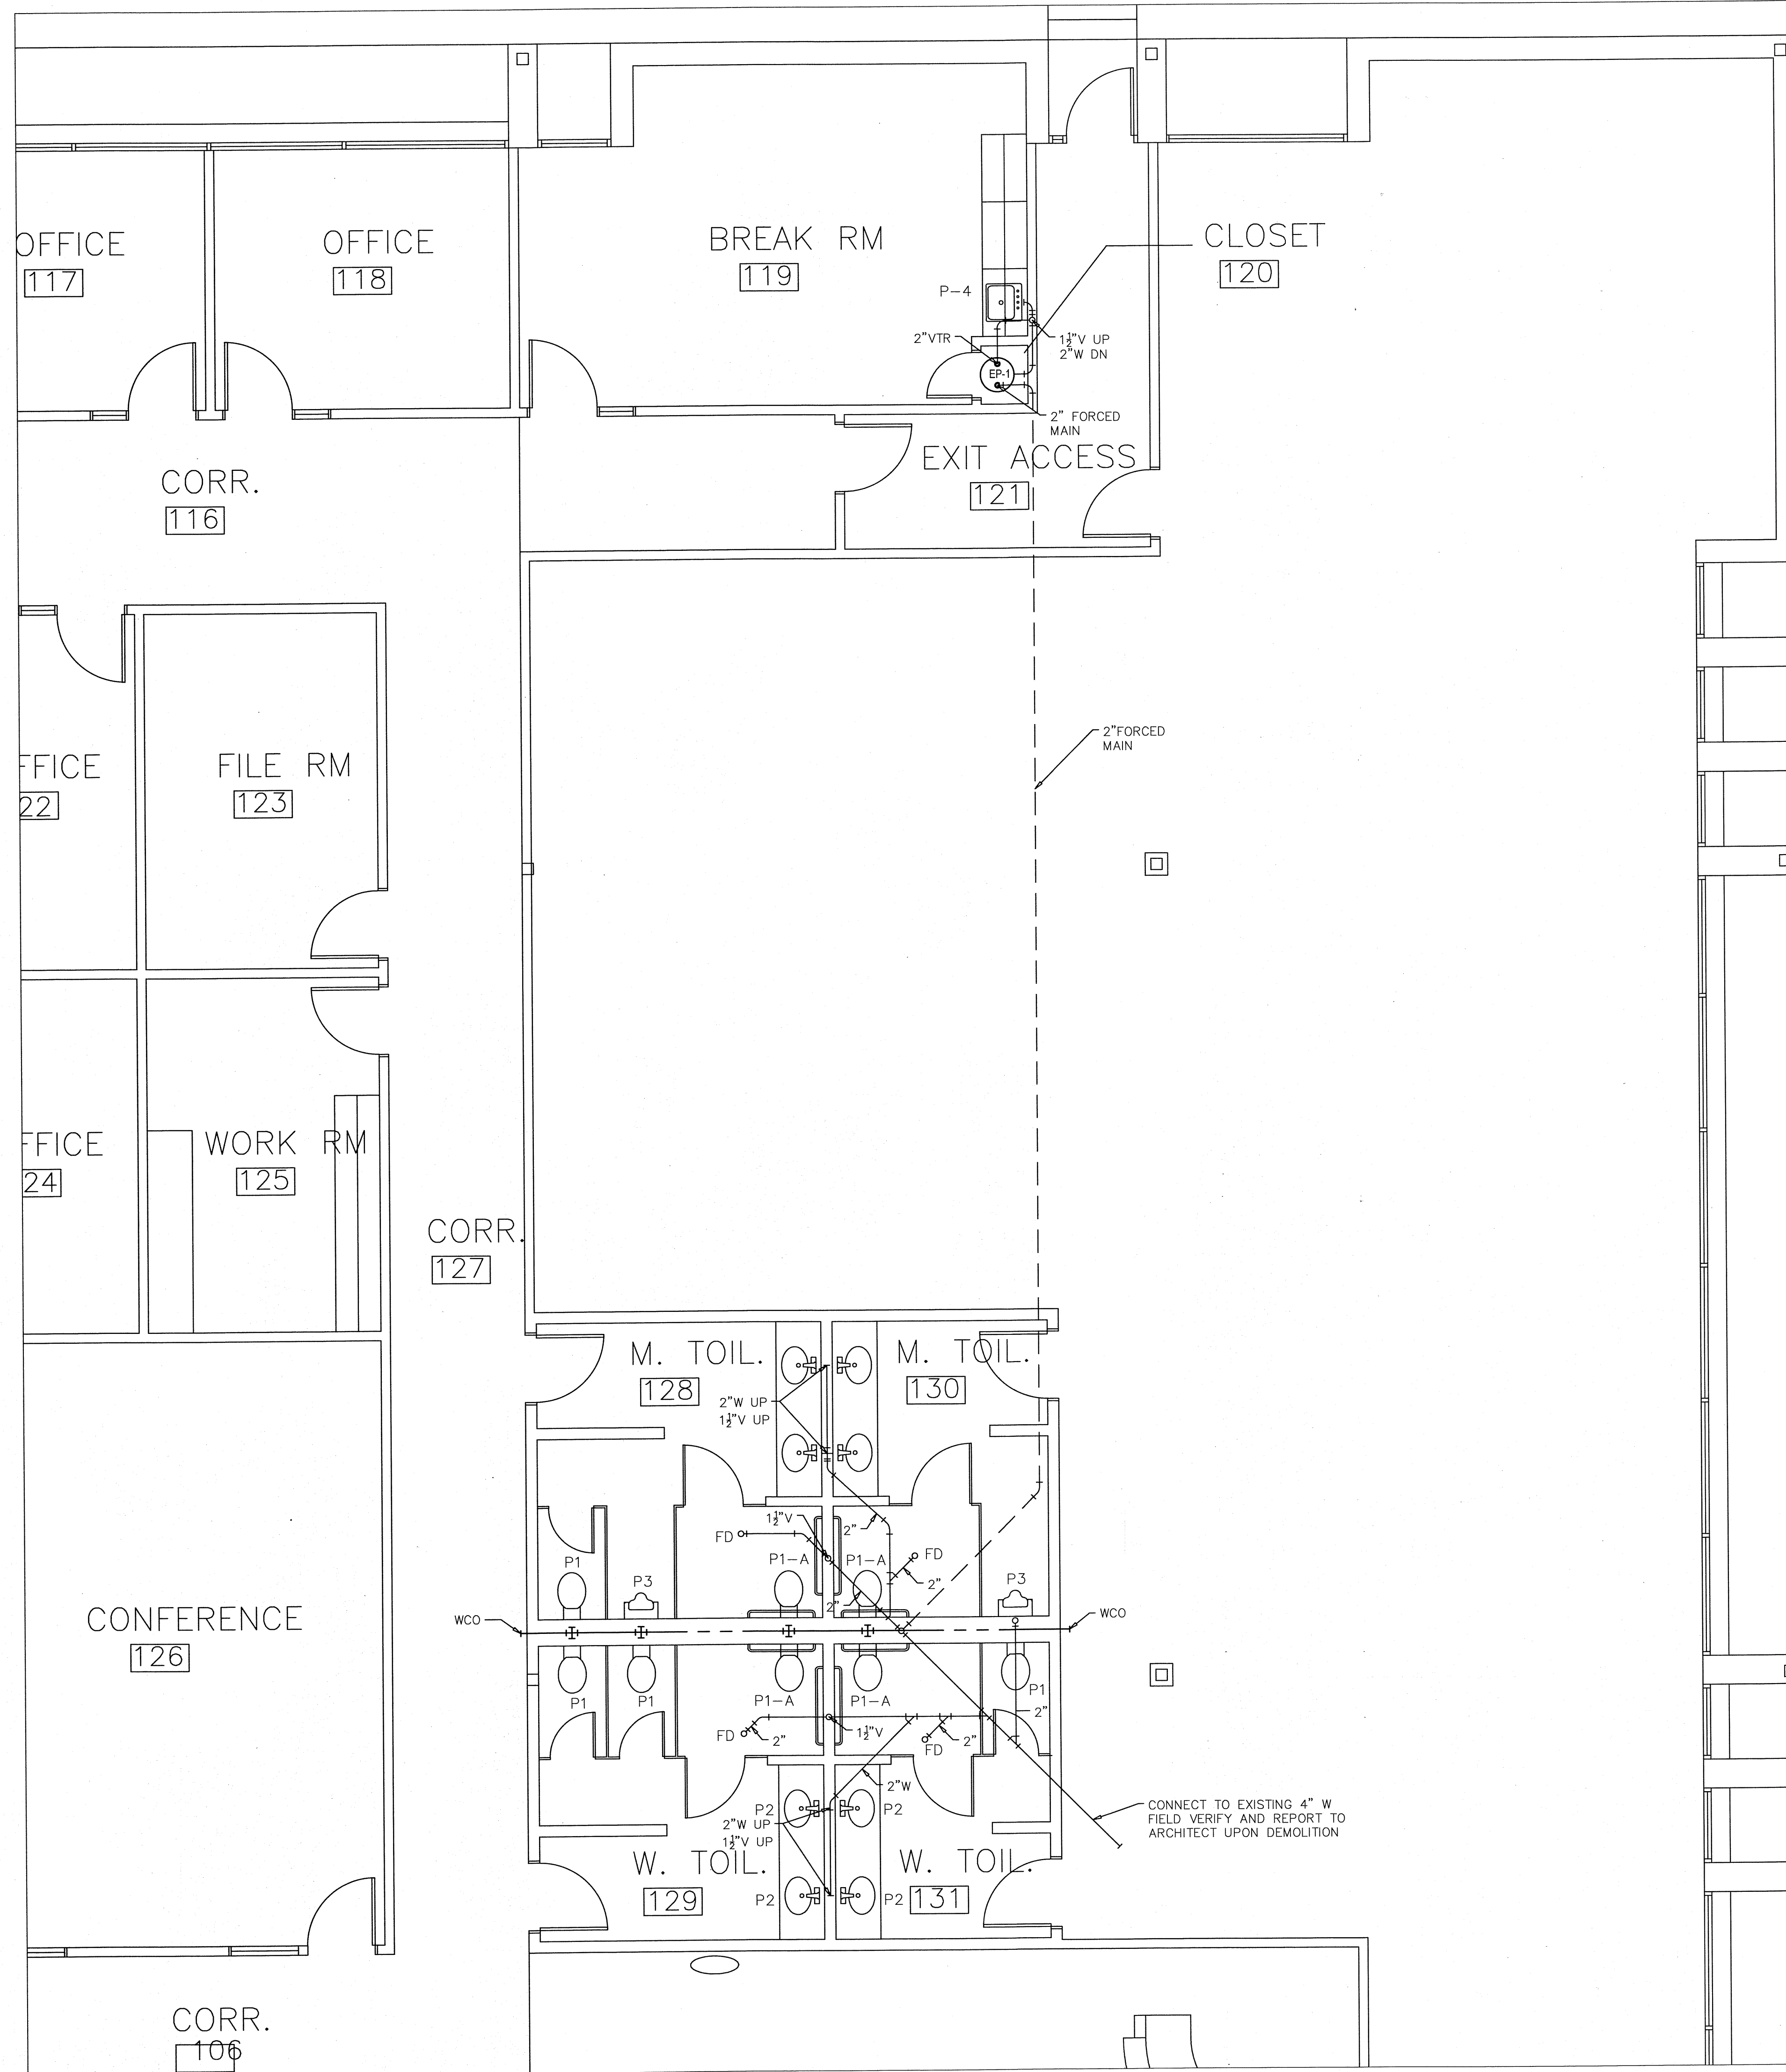 OFFICE
117
OFFICE
118
BREAK RM
119
CLOSET
120
P-4
2"VTR
1½"V UP
2"W DN
EP-1
2" FORCED
MAIN
EXIT ACCESS
121
CORR.
116
2"FORCED
MAIN
FFICE
22
FILE RM
123
FFICE
24
WORK RM
125
CORR.
127
M. TOIL.
128
M. TOIL.
130
2"W UP
1½"V UP
1½"V
2"
FD
FD
P1
P3
P1-A
P1-A
2"
P3
2"
WCO
WCO
CONFERENCE
126
P1
P1
P1-A
P1-A
P1
2"
FD
2"
1½"V
FD
2"
2"W
P2
P2
2"W UP
1½"V UP
CONNECT TO EXISTING 4" W
FIELD VERIFY AND REPORT TO
ARCHITECT UPON DEMOLITION
W. TOIL.
129
W. TOIL.
131
P2
P2
CORR.
106